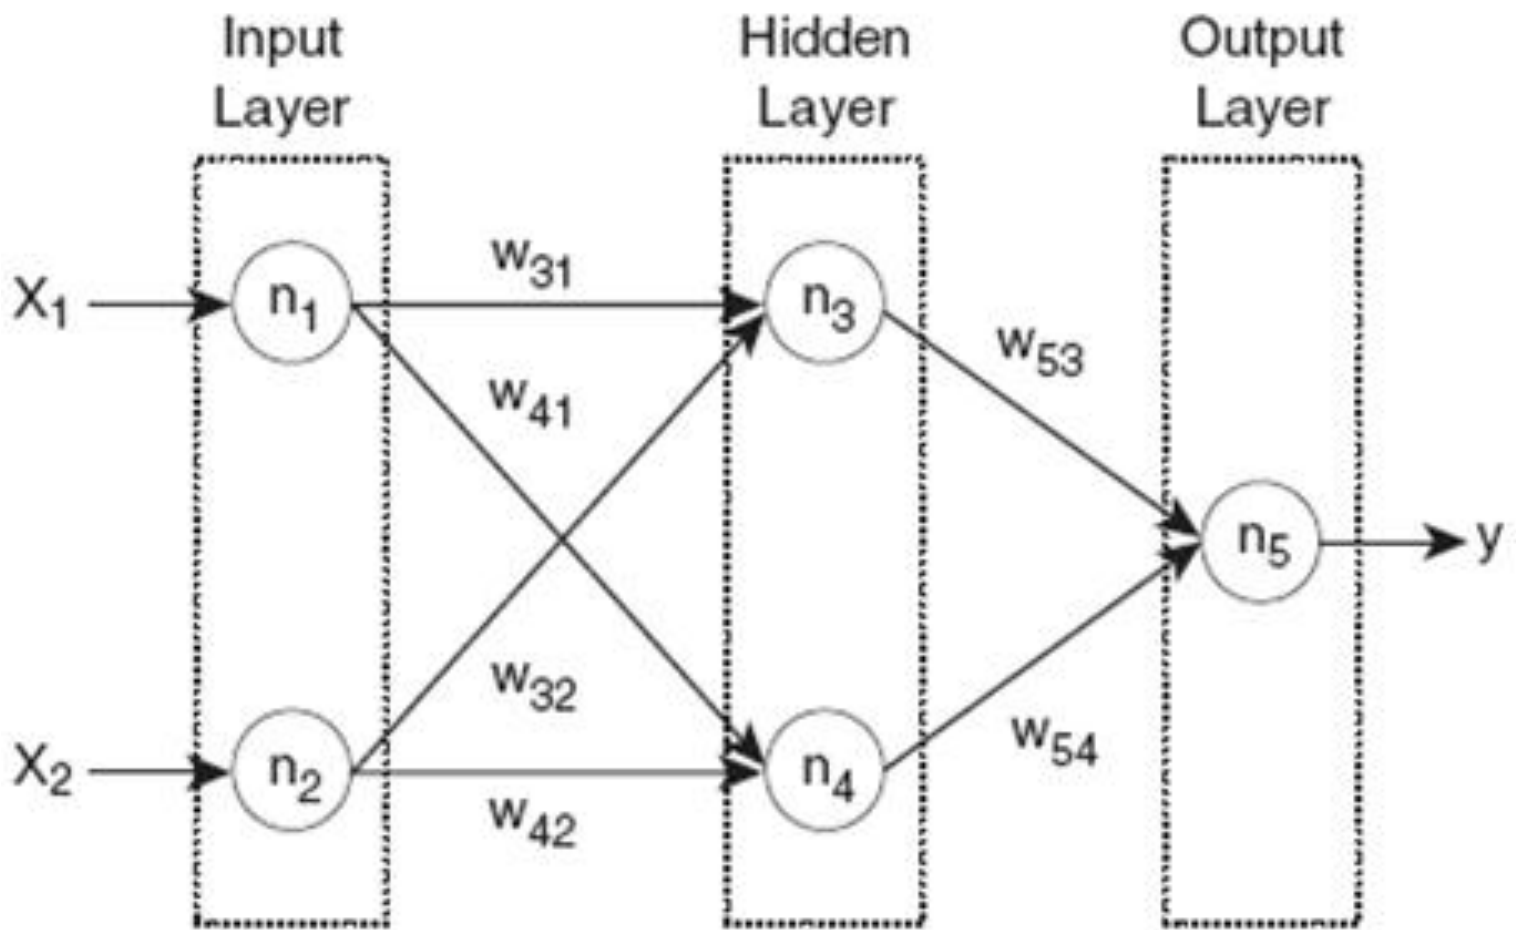 Input
Layer
Hidden
Layer
Output
Layer
X₁
n₁
w₃₁
n₃
w₅₃
w₄₁
n₅
y
w₃₂
w₅₄
X₂
n₂
w₄₂
n₄